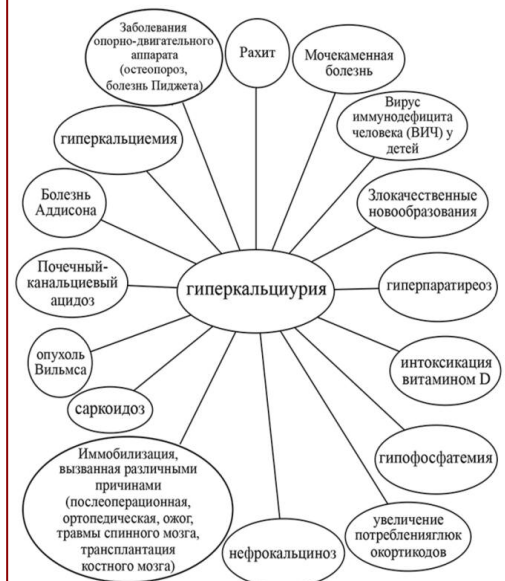 Заболевания
опорно-двигательного
аппарата
(остеопороз,
болезнь Пиджета)
Рахит
Мочекаменная
болезнь
Вирус
иммунодефицита
человека (ВИЧ) у
детей
гиперкальциемия
Болезнь
Аддисона
Злокачественные
новообразования
Почечный-
канальциевый
ацидоз
гиперкальциурия
гиперпаратиреоз
опухоль
Вильмса
интоксикация
витамином D
саркоидоз
гипофосфатемия
Иммобилизация,
вызванная различными
причинами
(послеоперационная,
ортопедическая, ожог,
травмы спинного мозга,
трансплантация
костного мозга)
нефрокальциноз
увеличение
потребленияглюк
окортикодов